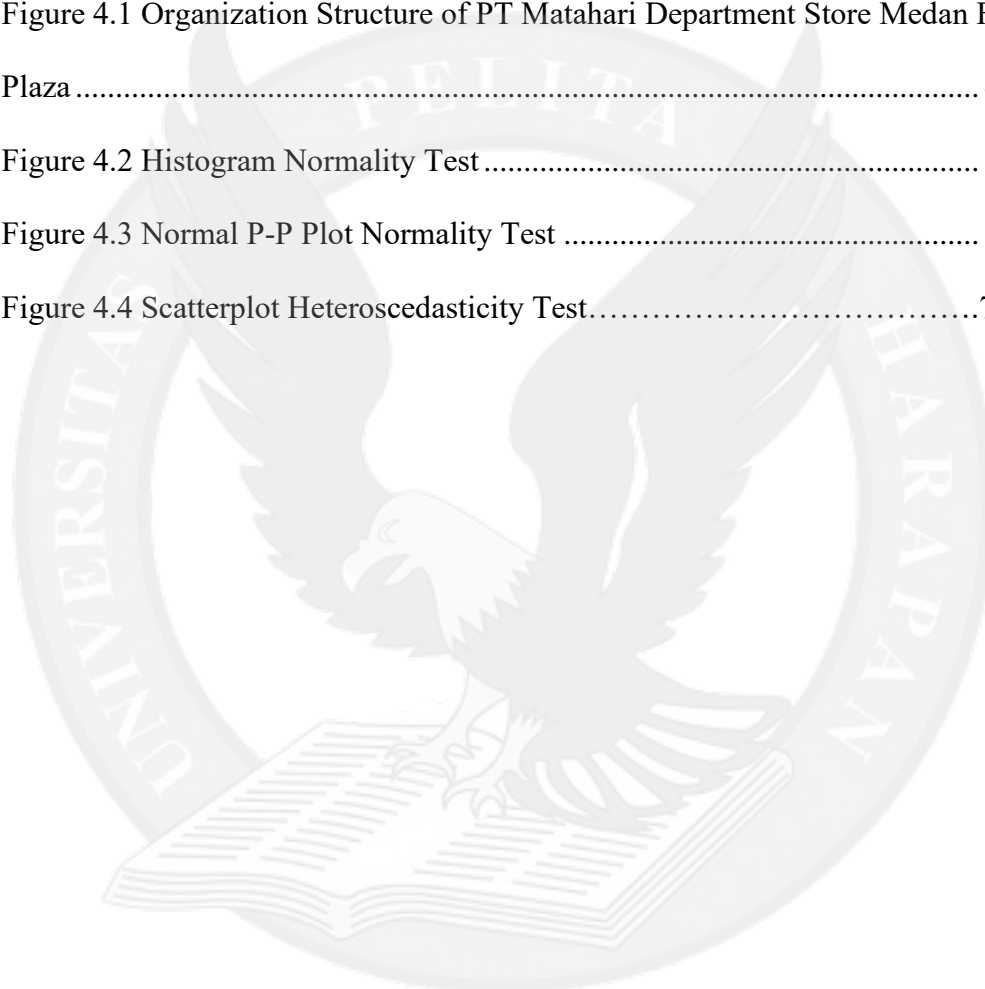 Figure 4.1 Organization Structure of PT Matahari Department Store Medan
Plaza ................................................................................................................
Figure 4.2 Histogram Normality Test .............................................................
Figure 4.3 Normal P-P Plot Normality Test ...................................................
Figure 4.4 Scatterplot Heteroscedasticity Test……………………………….
UNIVERSITAS PELITA HARAPAN